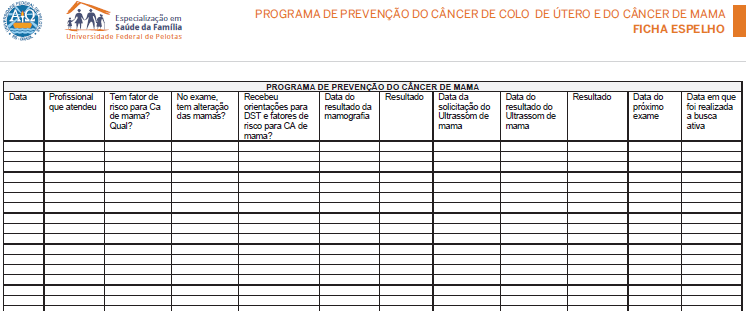 PROGRAMA DE PREVENÇÃO DO CÂNCER DE COLO DE ÚTERO E DO CÂNCER DE MAMA
FICHA ESPELHO
Especialização em
Saúde da Família
Universidade Federal de Pelotas
PROGRAMA DE PREVENÇÃO DO CÂNCER DE MAMA
Data
Profissional
que atendeu
Tem fator de
risco para Ca
de mama?
Qual?
No exame,
tem alteração
das mamas?
Recebeu
orientações para
DST e fatores de
risco para CA de
mama?
Data do
resultado da
mamografia
Resultado
Data da
solicitação do
Ultrassom de
mama
Data do
resultado do
Ultrassom de
mama
Resultado
Data do
próximo
exame
Data em que
foi realizada
a busca
ativa